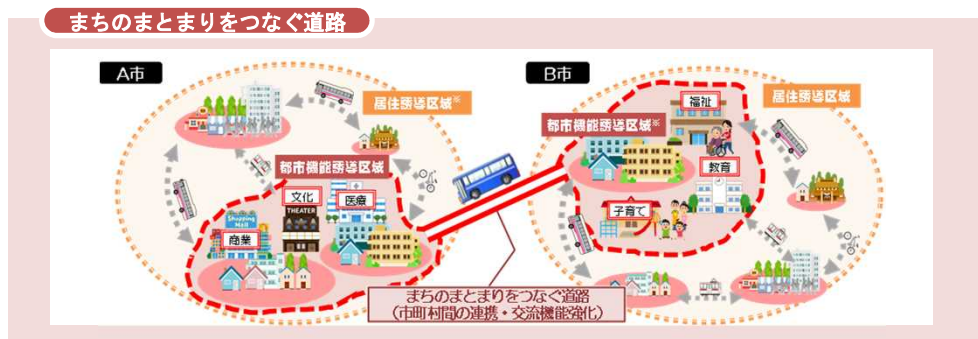 まちのまとまりをつなぐ道路
A市
B市
居住誘導区域※
居住誘導区域
都市機能誘導区域
都市機能誘導区域※
福祉
教育
子育て
文化
医療
THEATER
Shopping
Mall
商業
まちのまとまりをつなぐ道路
(市町村間の連携・交流機能強化)